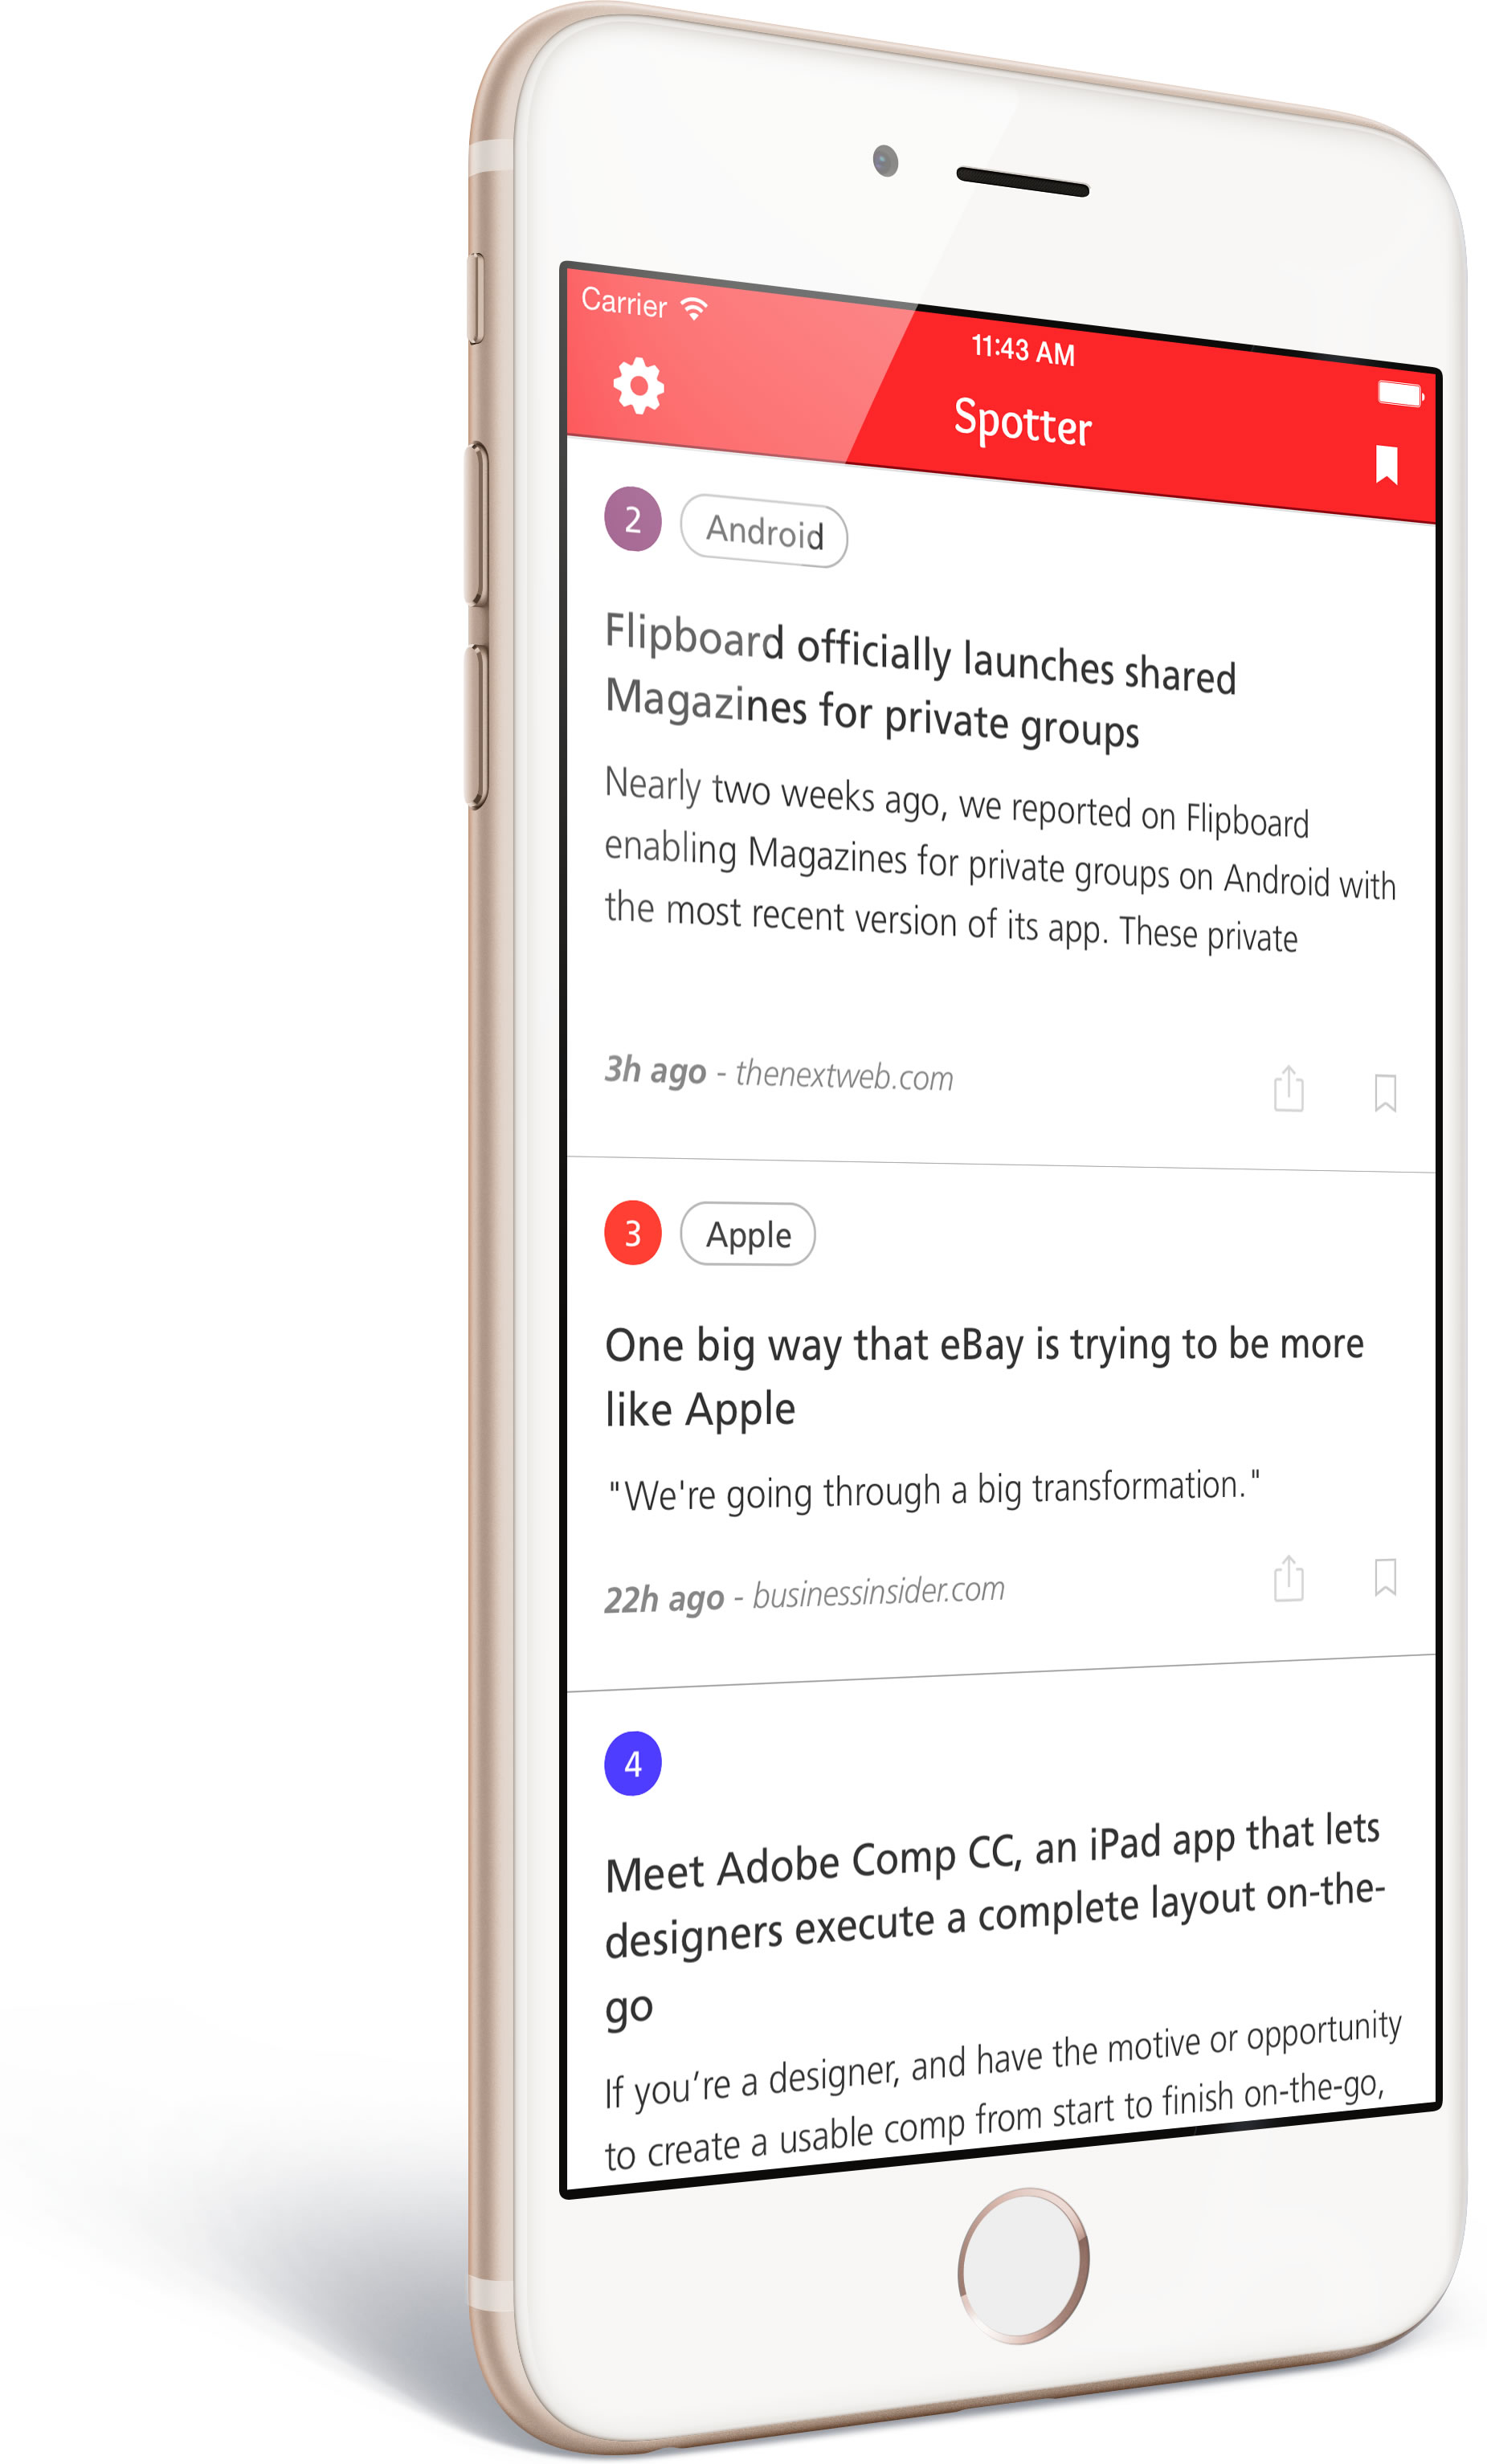 Carrier
11:43 AM
Spotter
2 Android
Flipboard officially launches shared
Magazines for private groups
Nearly two weeks ago, we reported on Flipboard
enabling Magazines for private groups on Android with
the most recent version of its app. These private
3h ago - thenextweb.com
3 Apple
One big way that eBay is trying to be more
like Apple
"We're going through a big transformation."
22h ago - businessinsider.com
4
Meet Adobe Comp CC, an iPad app that lets
designers execute a complete layout on-the-
go
If you’re a designer, and have the motive or opportunity
to create a usable comp from start to finish on-the-go,